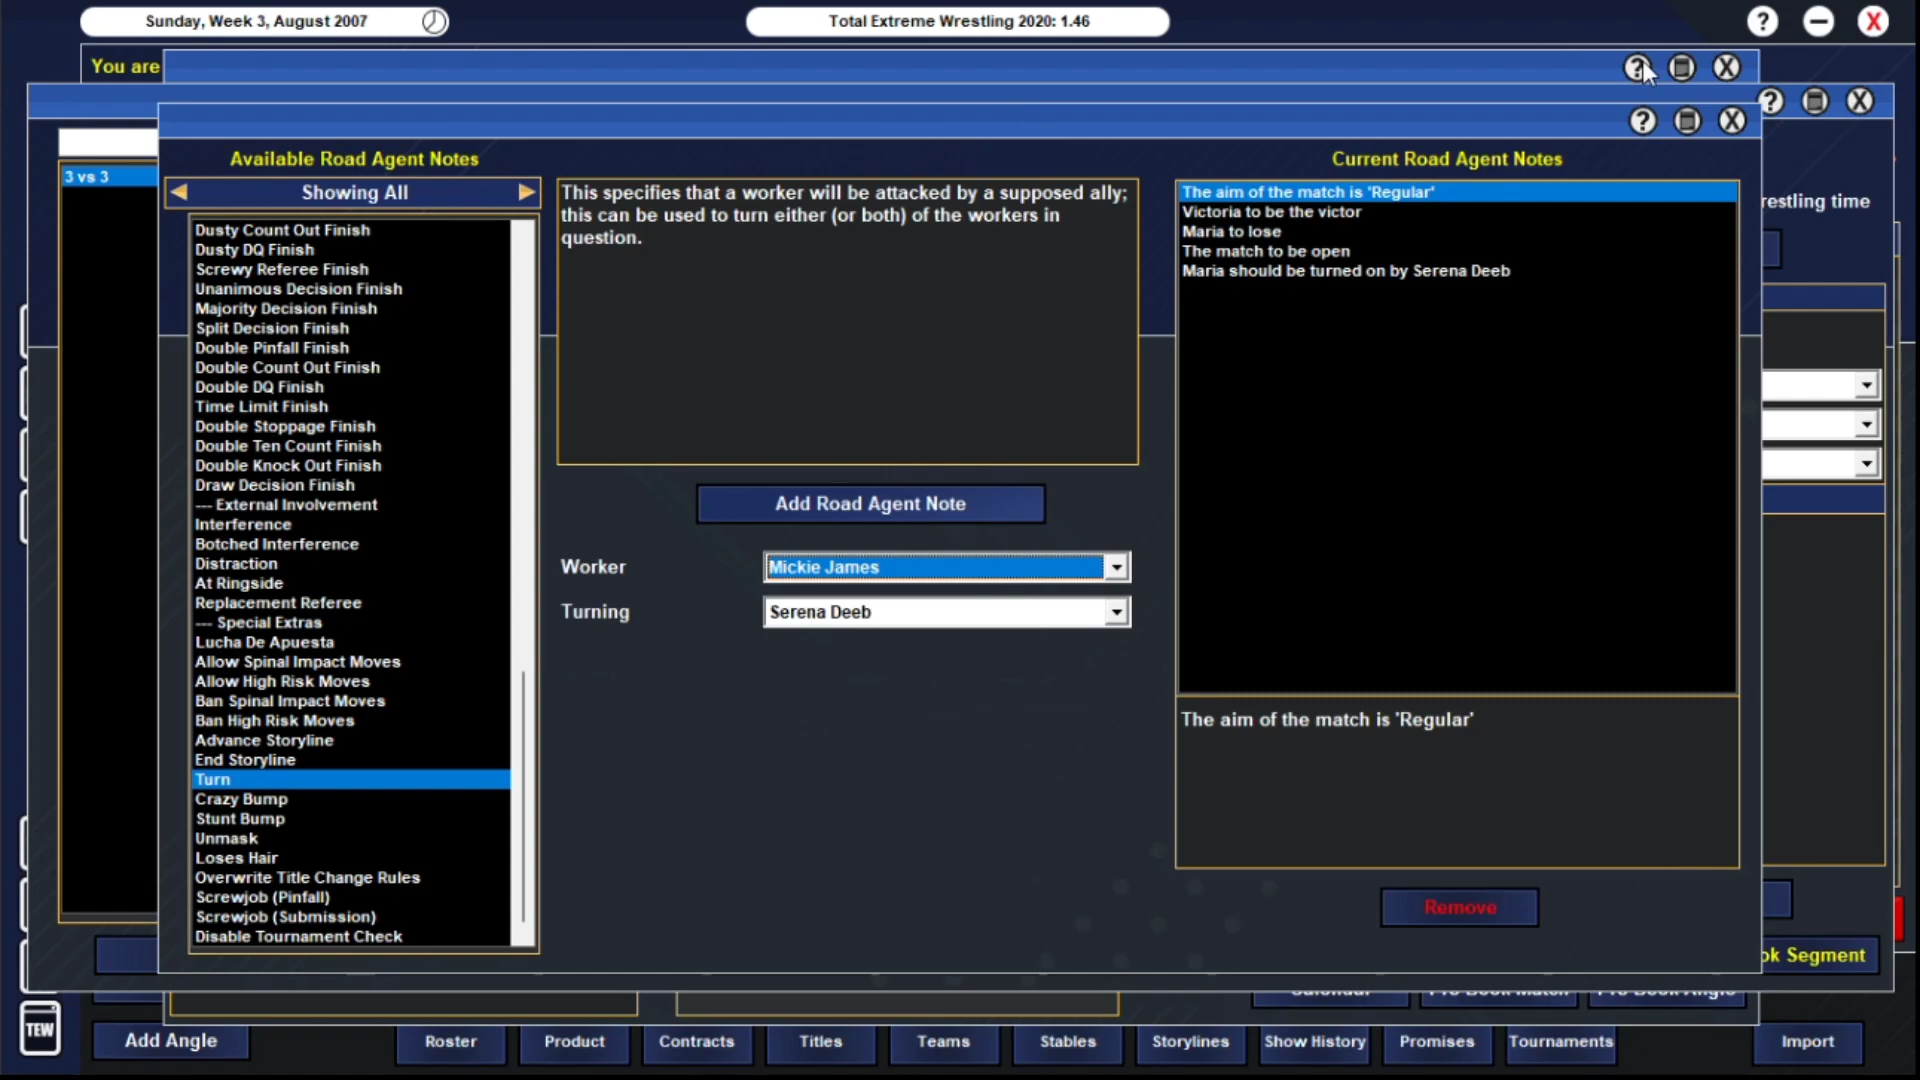 Sunday, Week 3, August 2007
Total Extreme Wrestling 2020: 1.46
You are
Available Road Agent Notes
Showing All
3 vs 3
Dusty Count Out Finish
Dusty DQ Finish
Screwy Referee Finish
Unanimous Decision Finish
Majority Decision Finish
Split Decision Finish
Double Pinfall Finish
Double Count Out Finish
Double DQ Finish
Time Limit Finish
Double Stoppage Finish
Double Ten Count Finish
Double Knock Out Finish
Draw Decision Finish
--- External Involvement
Interference
Botched Interference
Distraction
At Ringside
Replacement Referee
--- Special Extras
Lucha De Apuesta
Allow Spinal Impact Moves
Allow High Risk Moves
Ban Spinal Impact Moves
Ban High Risk Moves
Advance Storyline
End Storyline
Turn
Crazy Bump
Stunt Bump
Unmask
Loses Hair
Overwrite Title Change Rules
Screwjob (Pinfall)
Screwjob (Submission)
Disable Tournament Check
This specifies that a worker will be attacked by a supposed ally;
this can be used to turn either (or both) of the workers in
question.
Add Road Agent Note
Worker
Mickie James
Turning
Serena Deeb
Current Road Agent Notes
The aim of the match is 'Regular'
Victoria to be the victor
Maria to lose
The match to be open
Maria should be turned on by Serena Deeb
The aim of the match is 'Regular'
Remove
restling time
ok Segment
Calendar
Pre Book Match
Pre Book Angle
TEW
Add Angle
Roster
Product
Contracts
Titles
Teams
Stables
Storylines
Show History
Promises
Tournaments
Import